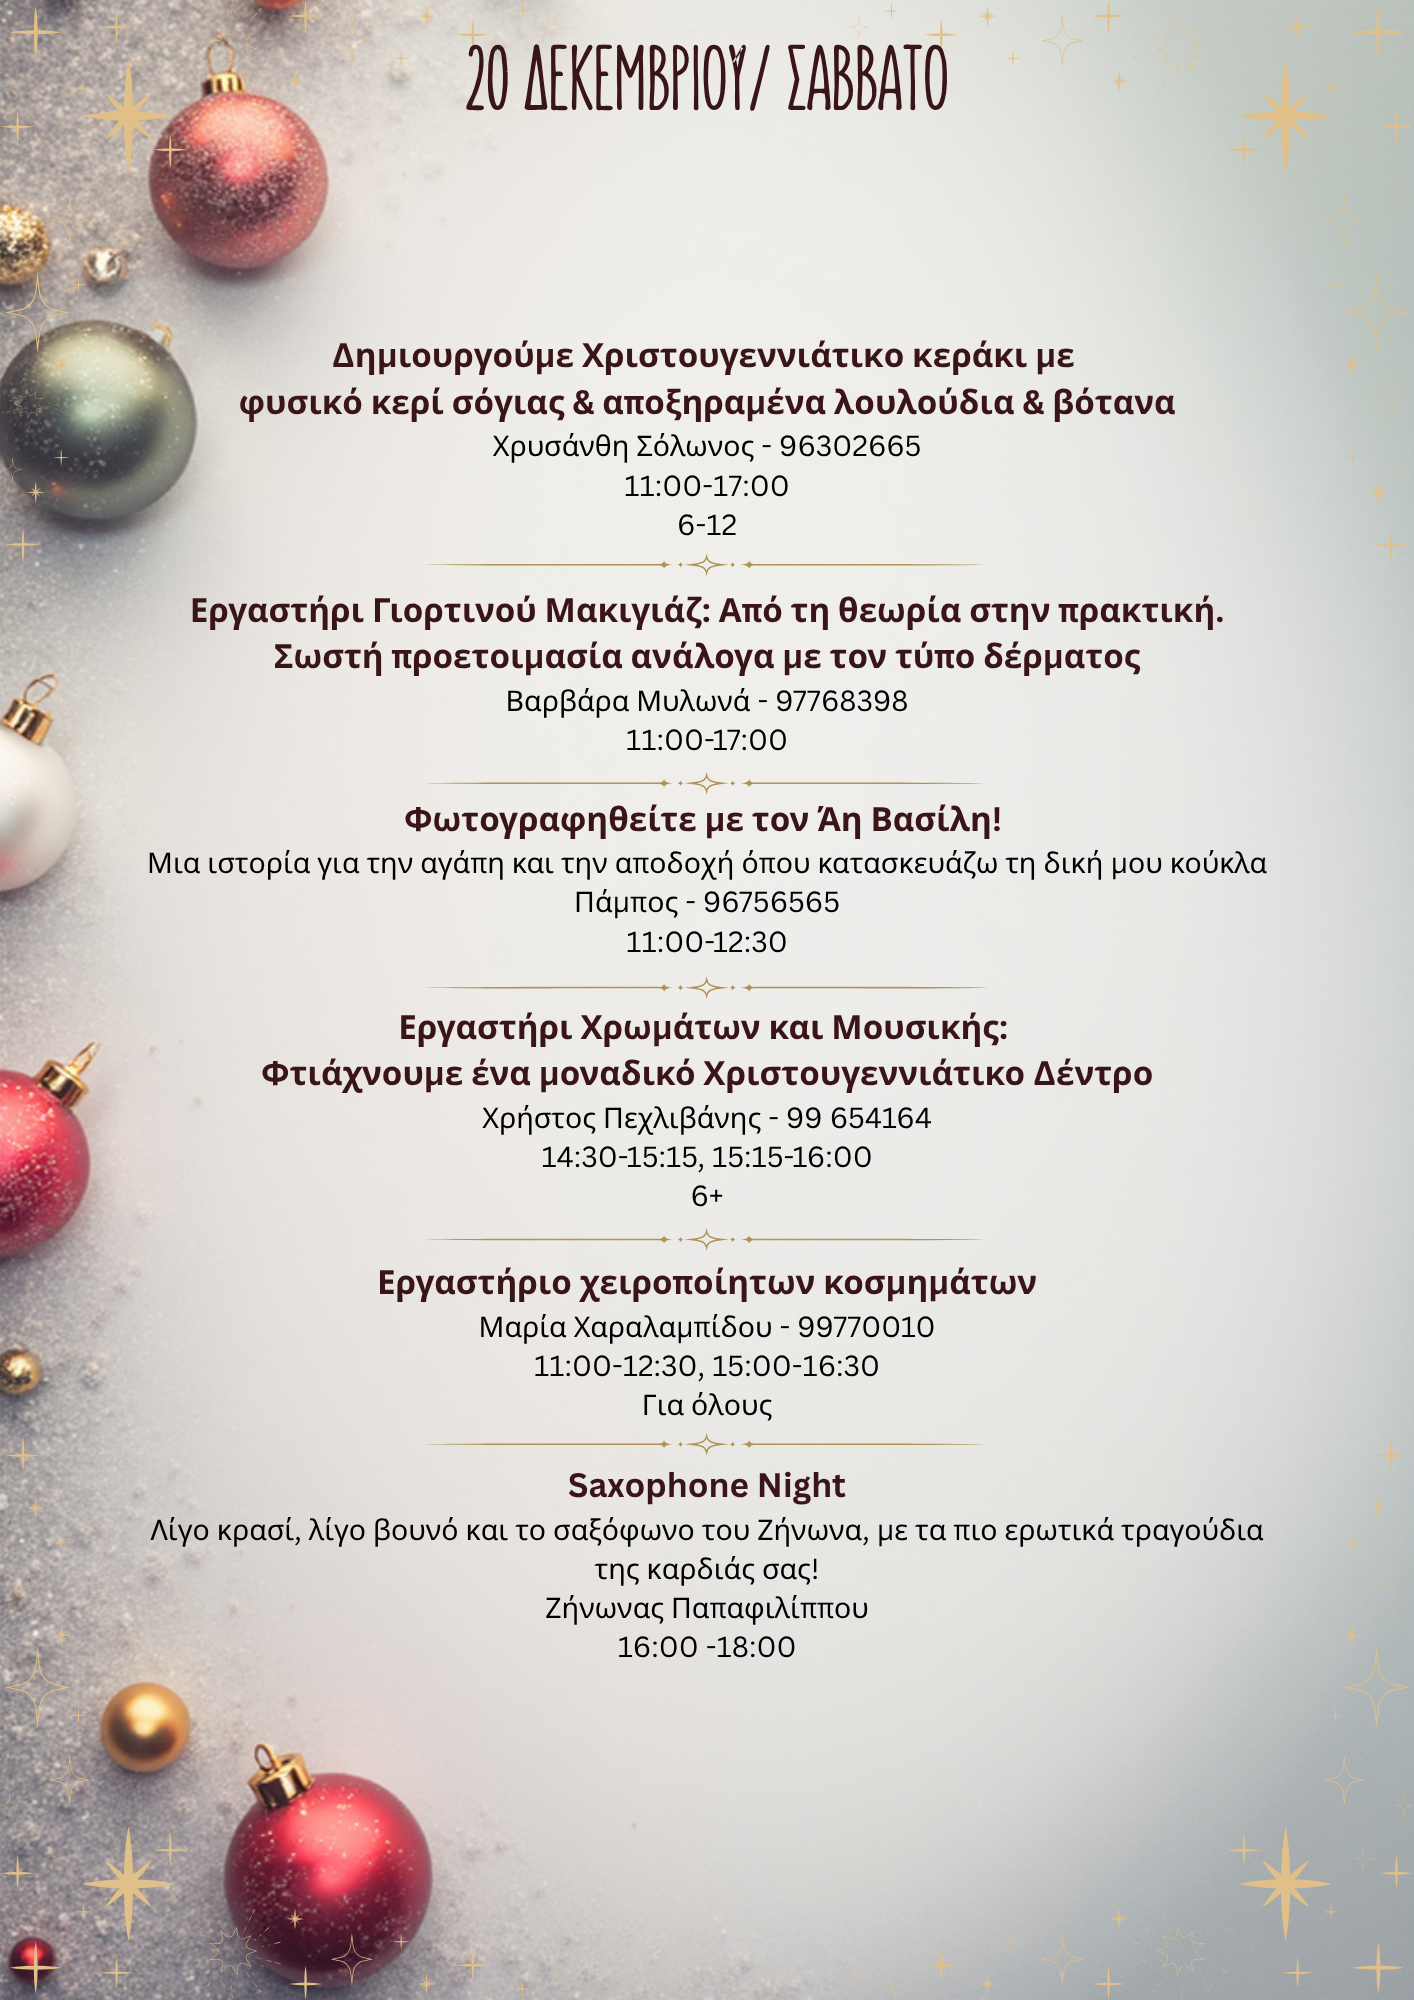 20 ΔΕΚΕΜΒΡΙΟΎ/ ΣΑΒΒΑΤΟ
Δημιουργούμε Χριστουγεννιάτικο κεράκι με
φυσικό κερί σόγιας & αποξηραμένα λουλούδια & βότανα
Χρυσάνθη Σόλωνος - 96302665
11:00-17:00
6-12
Εργαστήρι Γιορτινού Μακιγιάζ: Από τη θεωρία στην πρακτική.
Σωστή προετοιμασία ανάλογα με τον τύπο δέρματος
Βαρβάρα Μυλωνά - 97768398
11:00-17:00
Φωτογραφηθείτε με τον Άη Βασίλη!
Μια ιστορία για την αγάπη και την αποδοχή όπου κατασκευάζω τη δική μου κούκλα
Πάμπος - 96756565
11:00-12:30
Εργαστήρι Χρωμάτων και Μουσικής:
Φτιάχνουμε ένα μοναδικό Χριστουγεννιάτικο Δέντρο
Χρήστος Πεχλιβάνης - 99 654164
14:30-15:15, 15:15-16:00
6+
Εργαστήριο χειροποίητων κοσμημάτων
Μαρία Χαραλαμπίδου - 99770010
11:00-12:30, 15:00-16:30
Για όλους
Saxophone Night
Λίγο κρασί, λίγο βουνό και το σαξόφωνο του Ζήνωνα, με τα πιο ερωτικά τραγούδια
της καρδιάς σας!
Ζήνωνας Παπαφιλίππου
16:00 -18:00